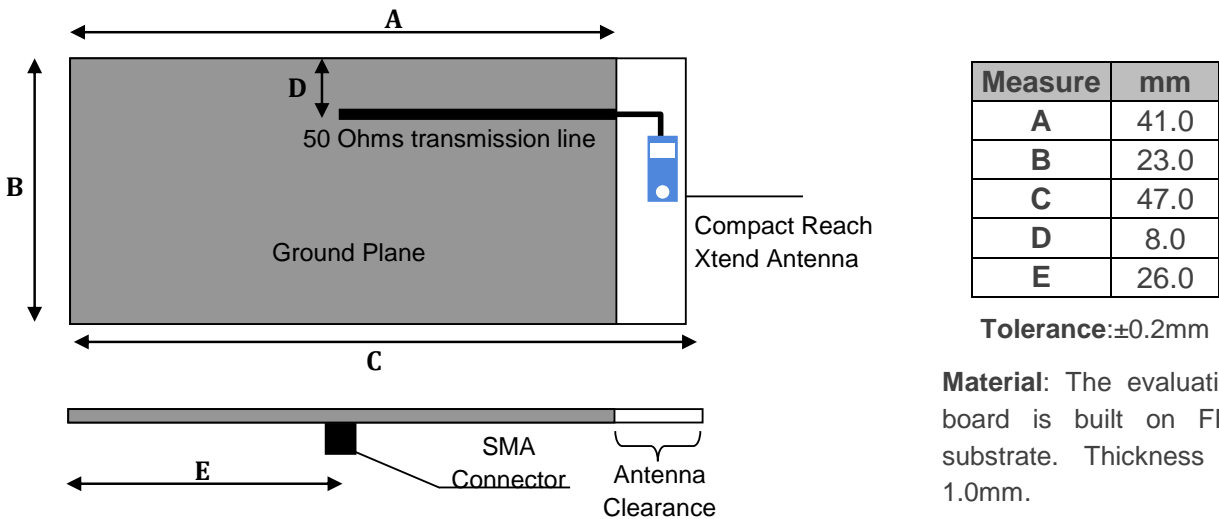 A
D
50 Ohms transmission line
B
Ground Plane
Compact Reach
Xtend Antenna
C
SMA
Connector
E
Antenna
Clearance
Measure mm
A 41.0
B 23.0
C 47.0
D 8.0
E 26.0
Tolerance:±0.2mm
Material: The
board is built on
substrate. Thickness
1.0mm.